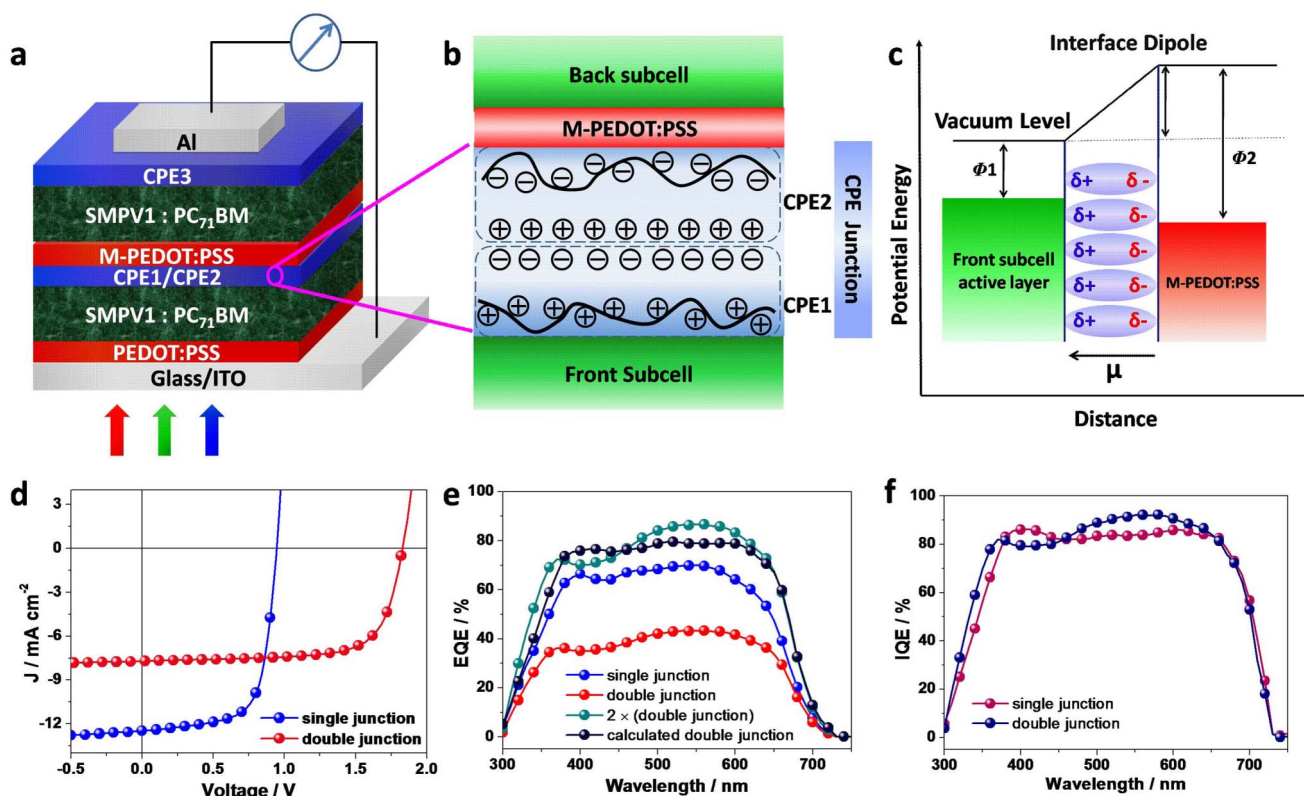 a
Al
CPE3
SMPV1 : PC₇₁BM
M-PEDOT:PSS
CPE1/CPE2
SMPV1 : PC₇₁BM
PEDOT:PSS
Glass/ITO
b
Back subcell
M-PEDOT:PSS
CPE2
CPE1
CPE Junction
Front Subcell
c
Interface Dipole
Vacuum Level
Φ1
Φ2
δ+ δ-
δ+ δ-
δ+ δ-
δ+ δ-
δ+ δ-
Front subcell
active layer
M-PEDOT:PSS
μ
Potential Energy
Distance
d
3
0
-3
-6
-9
-12
J / mA cm⁻²
single junction
double junction
-0.5 0.0 0.5 1.0 1.5 2.0
Voltage / V
e
100
80
60
40
20
0
EQE / %
single junction
double junction
2 × (double junction)
calculated double junction
300 400 500 600 700
Wavelength / nm
f
100
80
60
40
20
0
IQE / %
single junction
double junction
300 400 500 600 700
Wavelength / nm